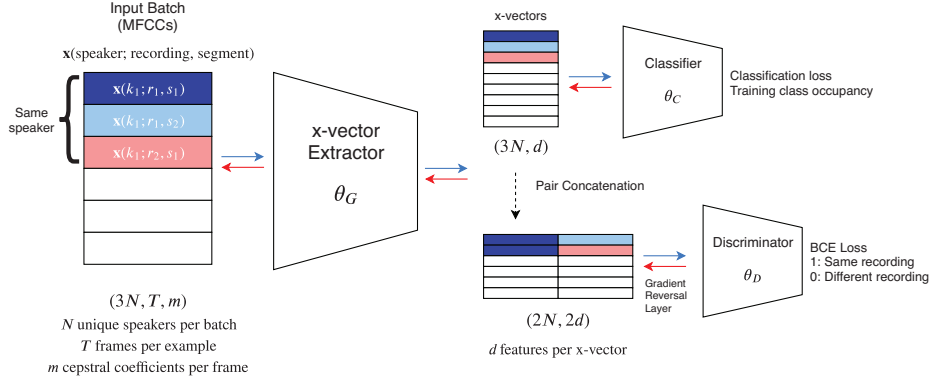 Input Batch
(MFCCs)
x(speaker; recording, segment)
Same
speaker
x(k₁; r₁, s₁)
x(k₁; r₁, s₂)
x(k₁; r₂, s₁)
(3N, T, m)
N unique speakers per batch
T frames per example
m cepstral coefficients per frame
x-vector
Extractor
θ_G
x-vectors
(3N, d)
Classifier
θ_C
Classification loss
Training class occupancy
Pair Concatenation
(2N, 2d)
d features per x-vector
Gradient
Reversal
Layer
Discriminator
θ_D
BCE Loss
1: Same recording
0: Different recording